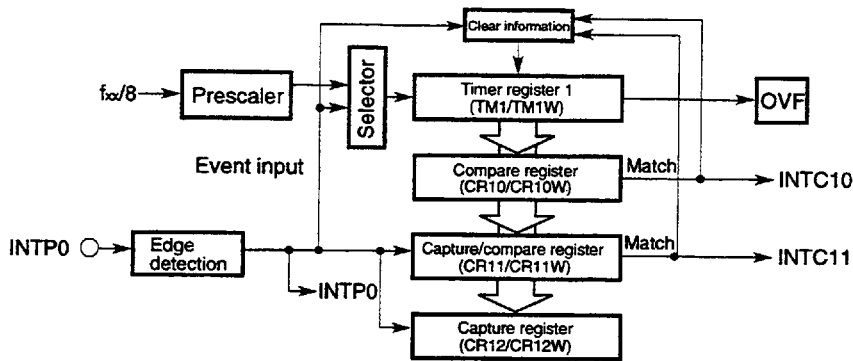 Clear information
fxx/8
Prescaler
Selector
Timer register 1
(TM1/TM1W)
OVF
Event input
Compare register
(CR10/CR10W)
Match
INTC10
INTP0
Edge
detection
Capture/compare register
(CR11/CR11W)
Match
INTC11
INTP0
Capture register
(CR12/CR12W)